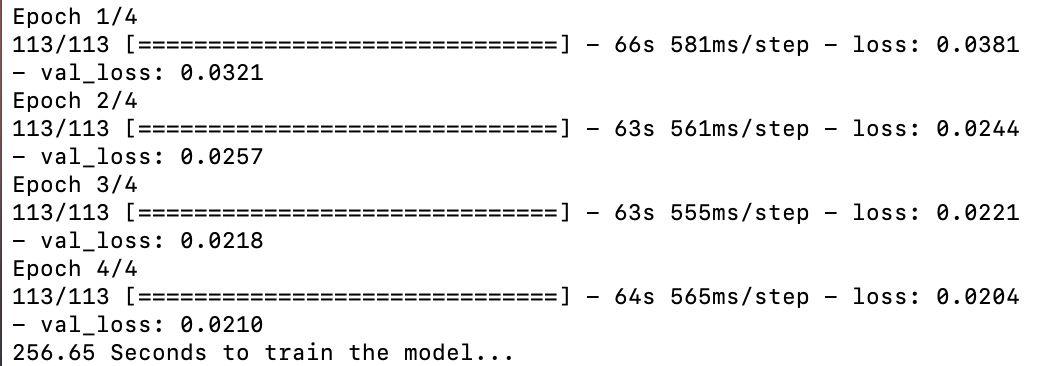 Epoch 1/4
113/113 [==============================] - 66s 581ms/step - loss: 0.0381
- val_loss: 0.0321
Epoch 2/4
113/113 [==============================] - 63s 561ms/step - loss: 0.0244
- val_loss: 0.0257
Epoch 3/4
113/113 [==============================] - 63s 555ms/step - loss: 0.0221
- val_loss: 0.0218
Epoch 4/4
113/113 [==============================] - 64s 565ms/step - loss: 0.0204
- val_loss: 0.0210
256.65 Seconds to train the model...